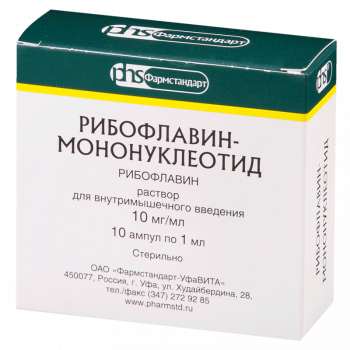 phs Фармстандарт
phs Фармстандарт
РИБОФЛАВИН-
МОНОНУКЛЕОТИД
РИБОФЛАВИН
раствор
для внутримышечного введения
10 мг/мл
10 ампул по 1 мл
Стерильно
ОАО «Фармстандарт-УфаВИТА»
450077, Россия, г. Уфа, ул. Худайбердина, 28,
тел./факс (347) 272 92 85
www.pharmstd.ru
РИБОФЛАВИН-
МОНОНУКЛЕОТИД